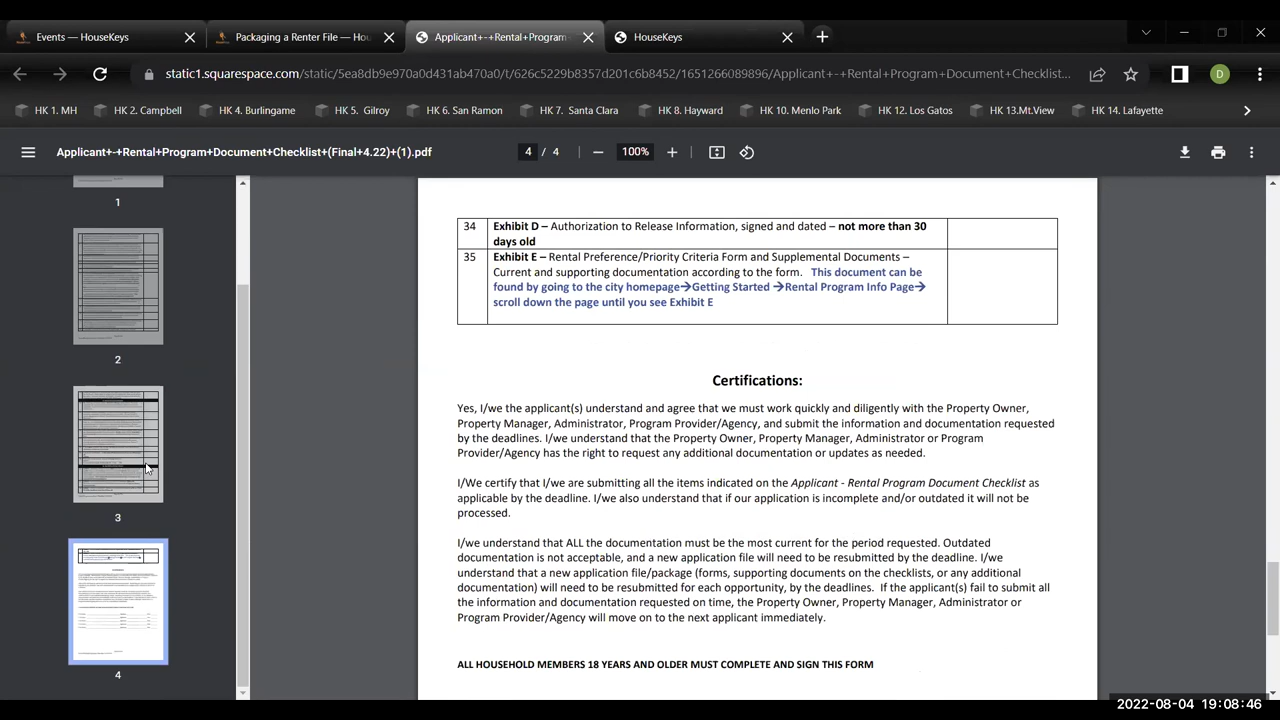 Events — HouseKeys
Packaging a Renter File — Hou
Applicant+-+Rental+Program+
HouseKeys
static1.squarespace.com/static/5ea8db9e970a0d431ab470a0/t/626c5229b8357d201c6b8452/1651266089896/Applicant+-+Rental+Program+Document+Checklist...
D
HK 1. MH
HK 2. Campbell
HK 4. Burlingame
HK 5. Gilroy
HK 6. San Ramon
HK 7. Santa Clara
HK 8. Hayward
HK 10. Menlo Park
HK 12. Los Gatos
HK 13.Mt.View
HK 14. Lafayette
Applicant+-+Rental+Program+Document+Checklist+(Final+4.22)+(1).pdf
4 / 4
100%
1
2
3
4
34 Exhibit D – Authorization to Release Information, signed and dated – not more than 30
days old
35 Exhibit E – Rental Preference/Priority Criteria Form and Supplemental Documents –
Current and supporting documentation according to the form. This document can be
found by going to the city homepage→Getting Started →Rental Program Info Page→
scroll down the page until you see Exhibit E
Certifications:
Yes, I/we the applicant(s) understand and agree that we must work quickly and diligently with the Property Owner,
Property Manager, Administrator, Program Provider/Agency, and submit the information and documentation requested
by the deadlines. I/we understand that the Property Owner, Property Manager, Administrator or Program
Provider/Agency has the right to request any additional documentation or updates as needed.
I/We certify that I/we are submitting all the items indicated on the Applicant - Rental Program Document Checklist as
applicable by the deadline. I/we also understand that if our application is incomplete and/or outdated it will not be
processed.
I/we understand that ALL the documentation must be the most current for the period requested. Outdated
documentation is not acceptable, and a new application file will need to be resubmitted by the deadline. I/we
understand that a new application file/package (forms, supporting documents on the checklists, or any additional
documentation) will need to be resubmitted for each opportunity, by the deadlines. If the applicant(s) fail to submit all
the information and documentation requested on time, the Property Owner, Property Manager, Administrator or
Program Provider/Agency will move on to the next applicant immediately.
ALL HOUSEHOLD MEMBERS 18 YEARS AND OLDER MUST COMPLETE AND SIGN THIS FORM
2022-08-04 19:08:46